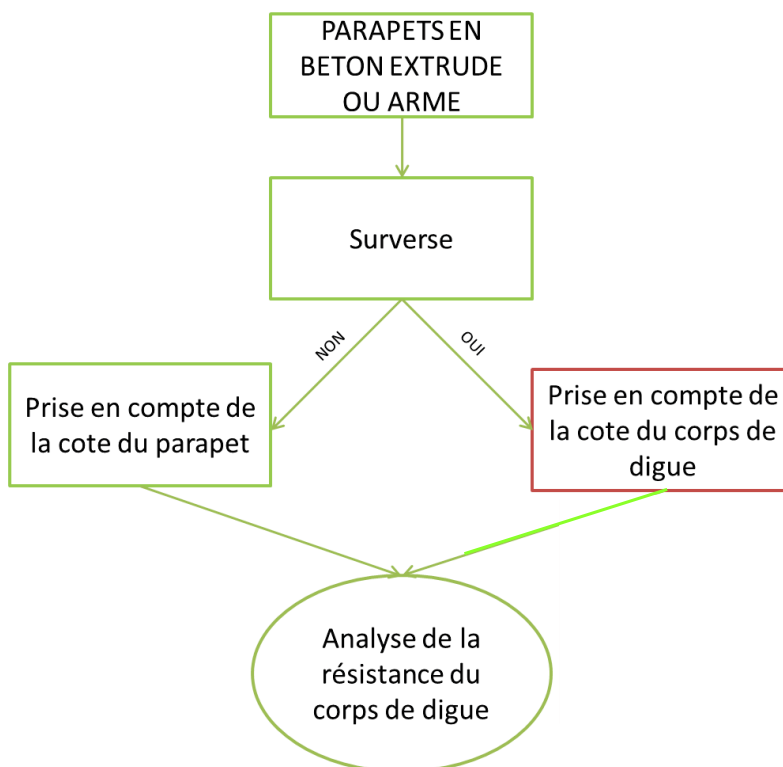 PARAPETS EN
BETON EXTRUDE
OU ARME
Surverse
NON
OUI
Prise en compte de
la cote du parapet
Prise en compte de
la cote du corps de
digue
Analyse de la
résistance du
corps de digue